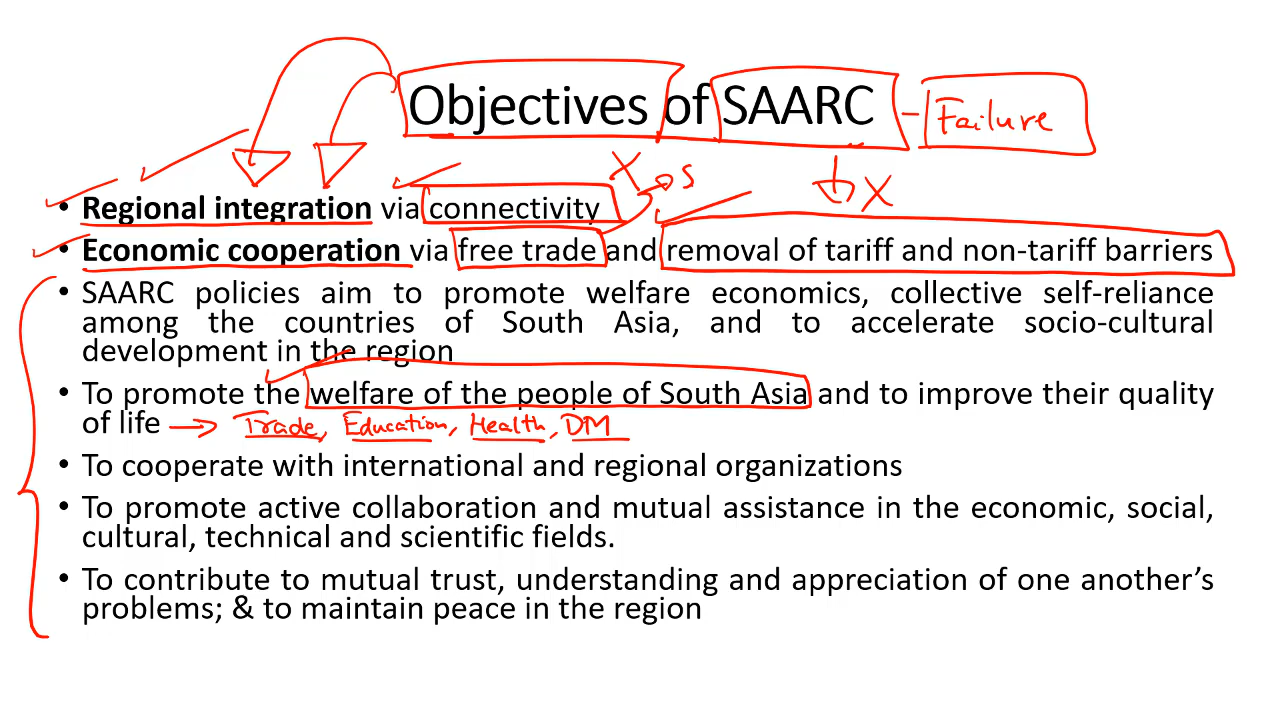 Objectives of SAARC - Failure
X → s
X
• Regional integration via connectivity
• Economic cooperation via free trade and removal of tariff and non-tariff barriers
• SAARC policies aim to promote welfare economics, collective self-reliance
among the countries of South Asia, and to accelerate socio-cultural
development in the region
• To promote the welfare of the people of South Asia and to improve their quality
of life → Trade, Education, Health, DM
• To cooperate with international and regional organizations
• To promote active collaboration and mutual assistance in the economic, social,
cultural, technical and scientific fields.
• To contribute to mutual trust, understanding and appreciation of one another’s
problems; & to maintain peace in the region